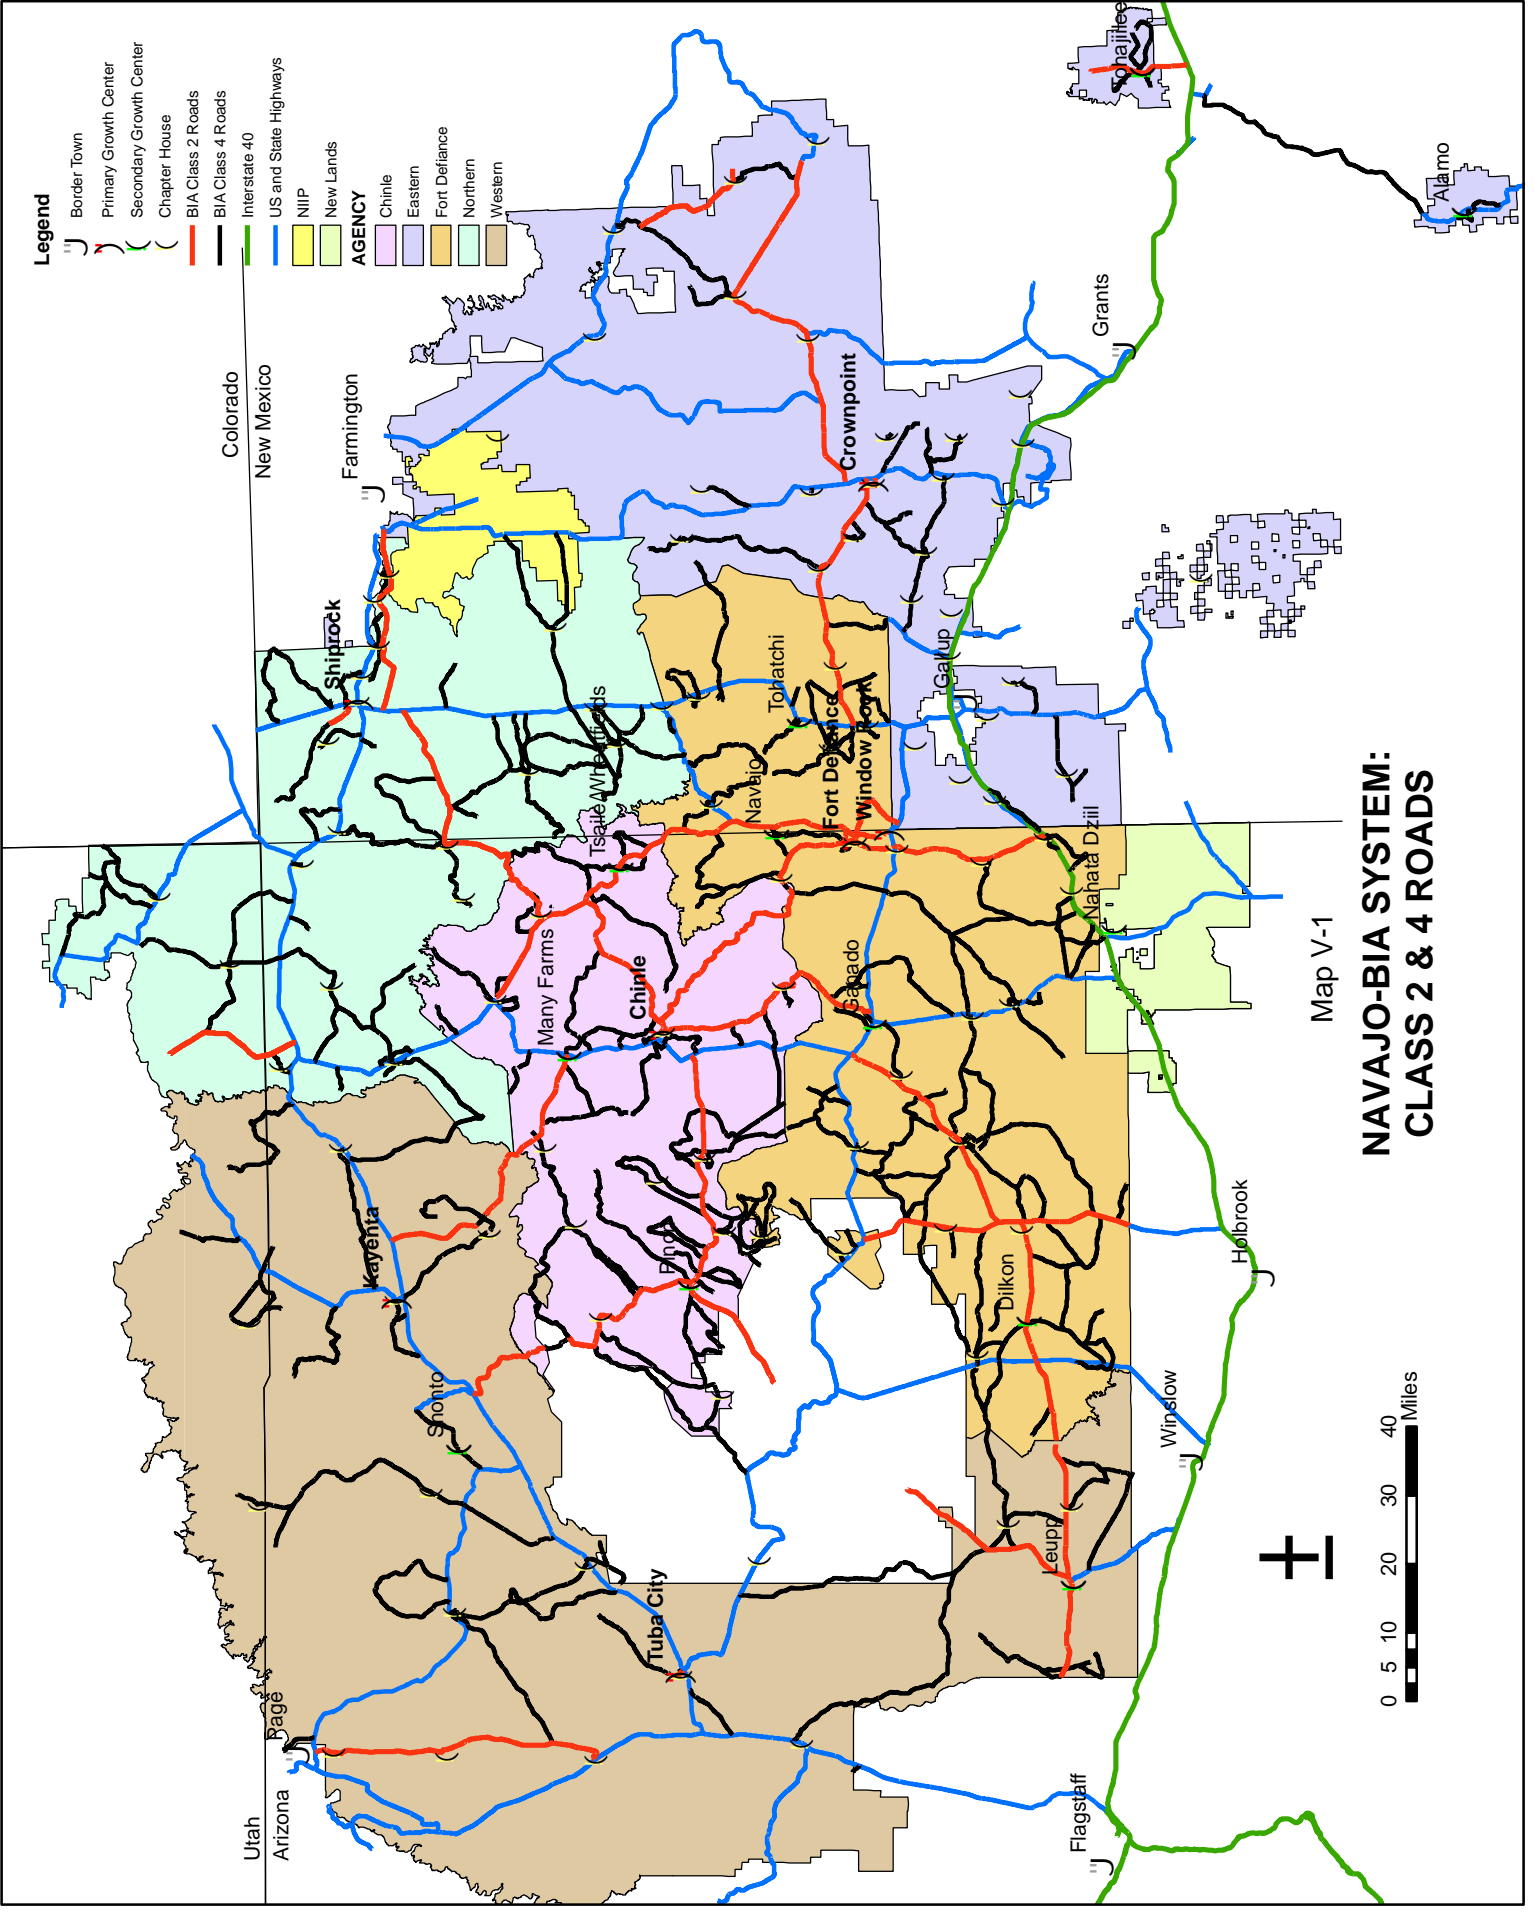 Legend
Border Town
Primary Growth Center
Secondary Growth Center
Chapter House
BIA Class 2 Roads
BIA Class 4 Roads
Interstate 40
US and State Highways
NIIP
New Lands
AGENCY
Chinle
Eastern
Fort Defiance
Northern
Western
Utah
Arizona
Colorado
New Mexico
Page
Farmington
Shiprock
Kayenta
Shonto
Many Farms
Tsaile Wheatfields
Chinle
Tuba City
Pinon
Navajo
Tohatchi
Fort Defiance
Window Rock
Crownpoint
Ganado
Gallup
Dilkon
Leupp
Nahata Dziil
Grants
Tohajiilee
Alamo
Flagstaff
Winslow
Holbrook
Map V-1
NAVAJO-BIA SYSTEM:
CLASS 2 & 4 ROADS
0 5 10 20 30 40
Miles